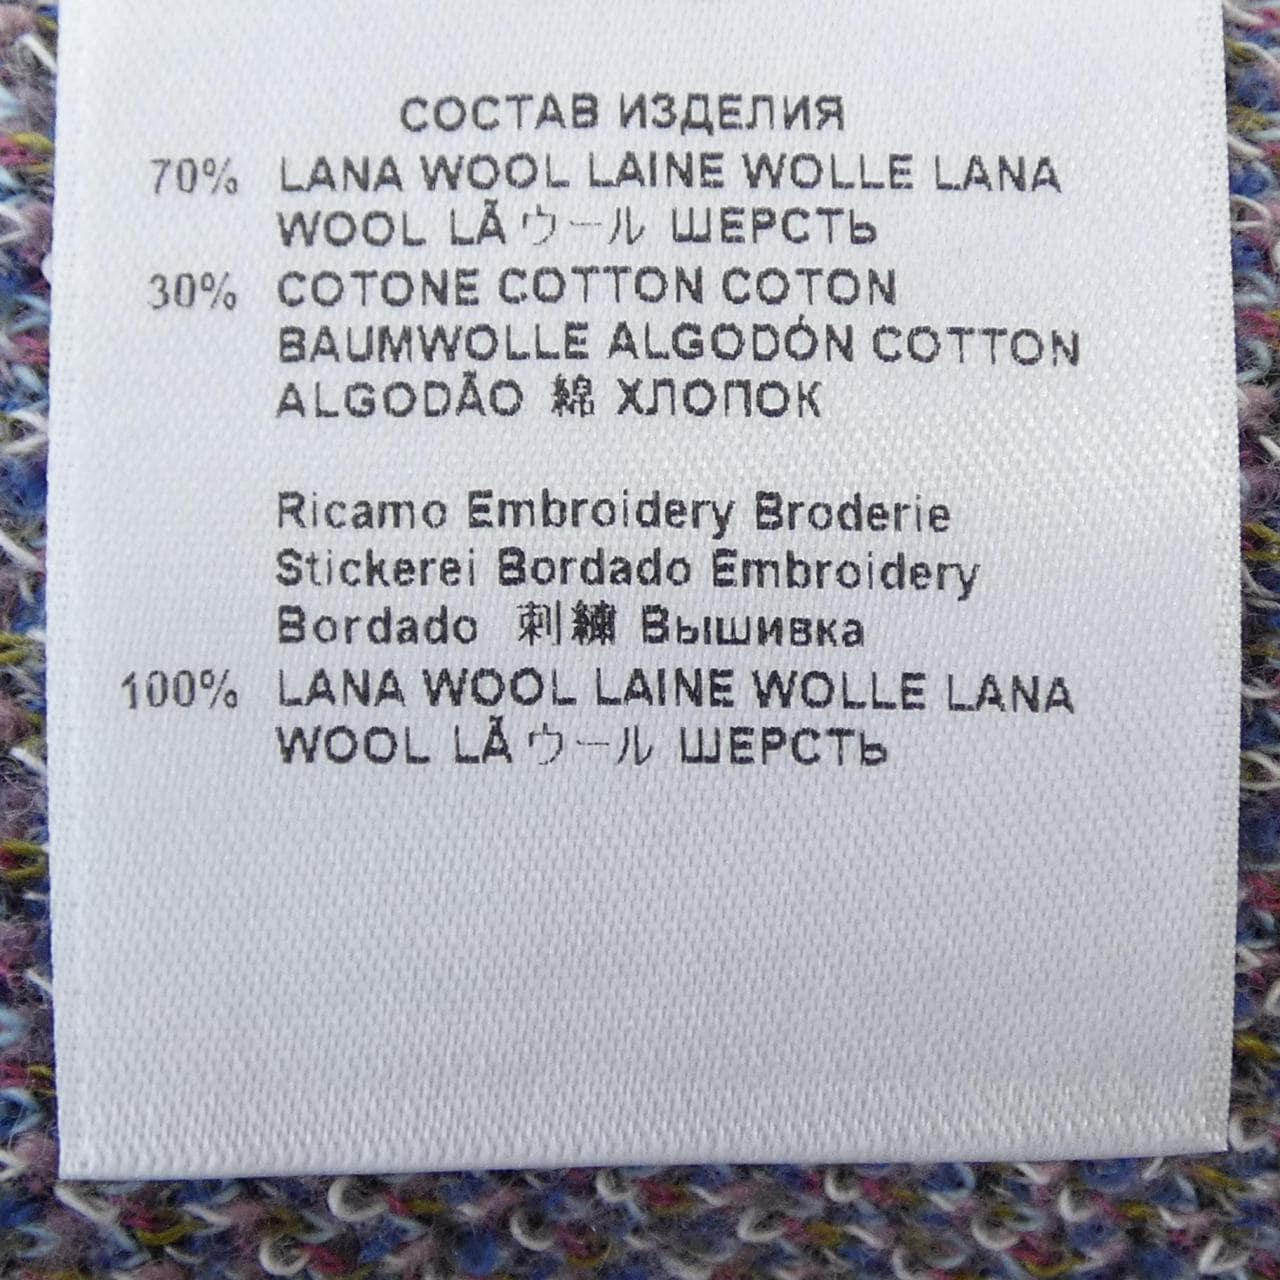 СОСТАВ ИЗДЕЛИЯ
70% LANA WOOL LAINE WOLLE LANA
WOOL LÃ ウール ШЕРСТЬ
30% COTONE COTTON COTON
BAUMWOLLE ALGODÓN COTTON
ALGODÃO 綿 ХЛОПОК
Ricamo Embroidery Broderie
Stickerei Bordado Embroidery
Bordado 刺繍 Вышивка
100% LANA WOOL LAINE WOLLE LANA
WOOL LÃ ウール ШЕРСТЬ